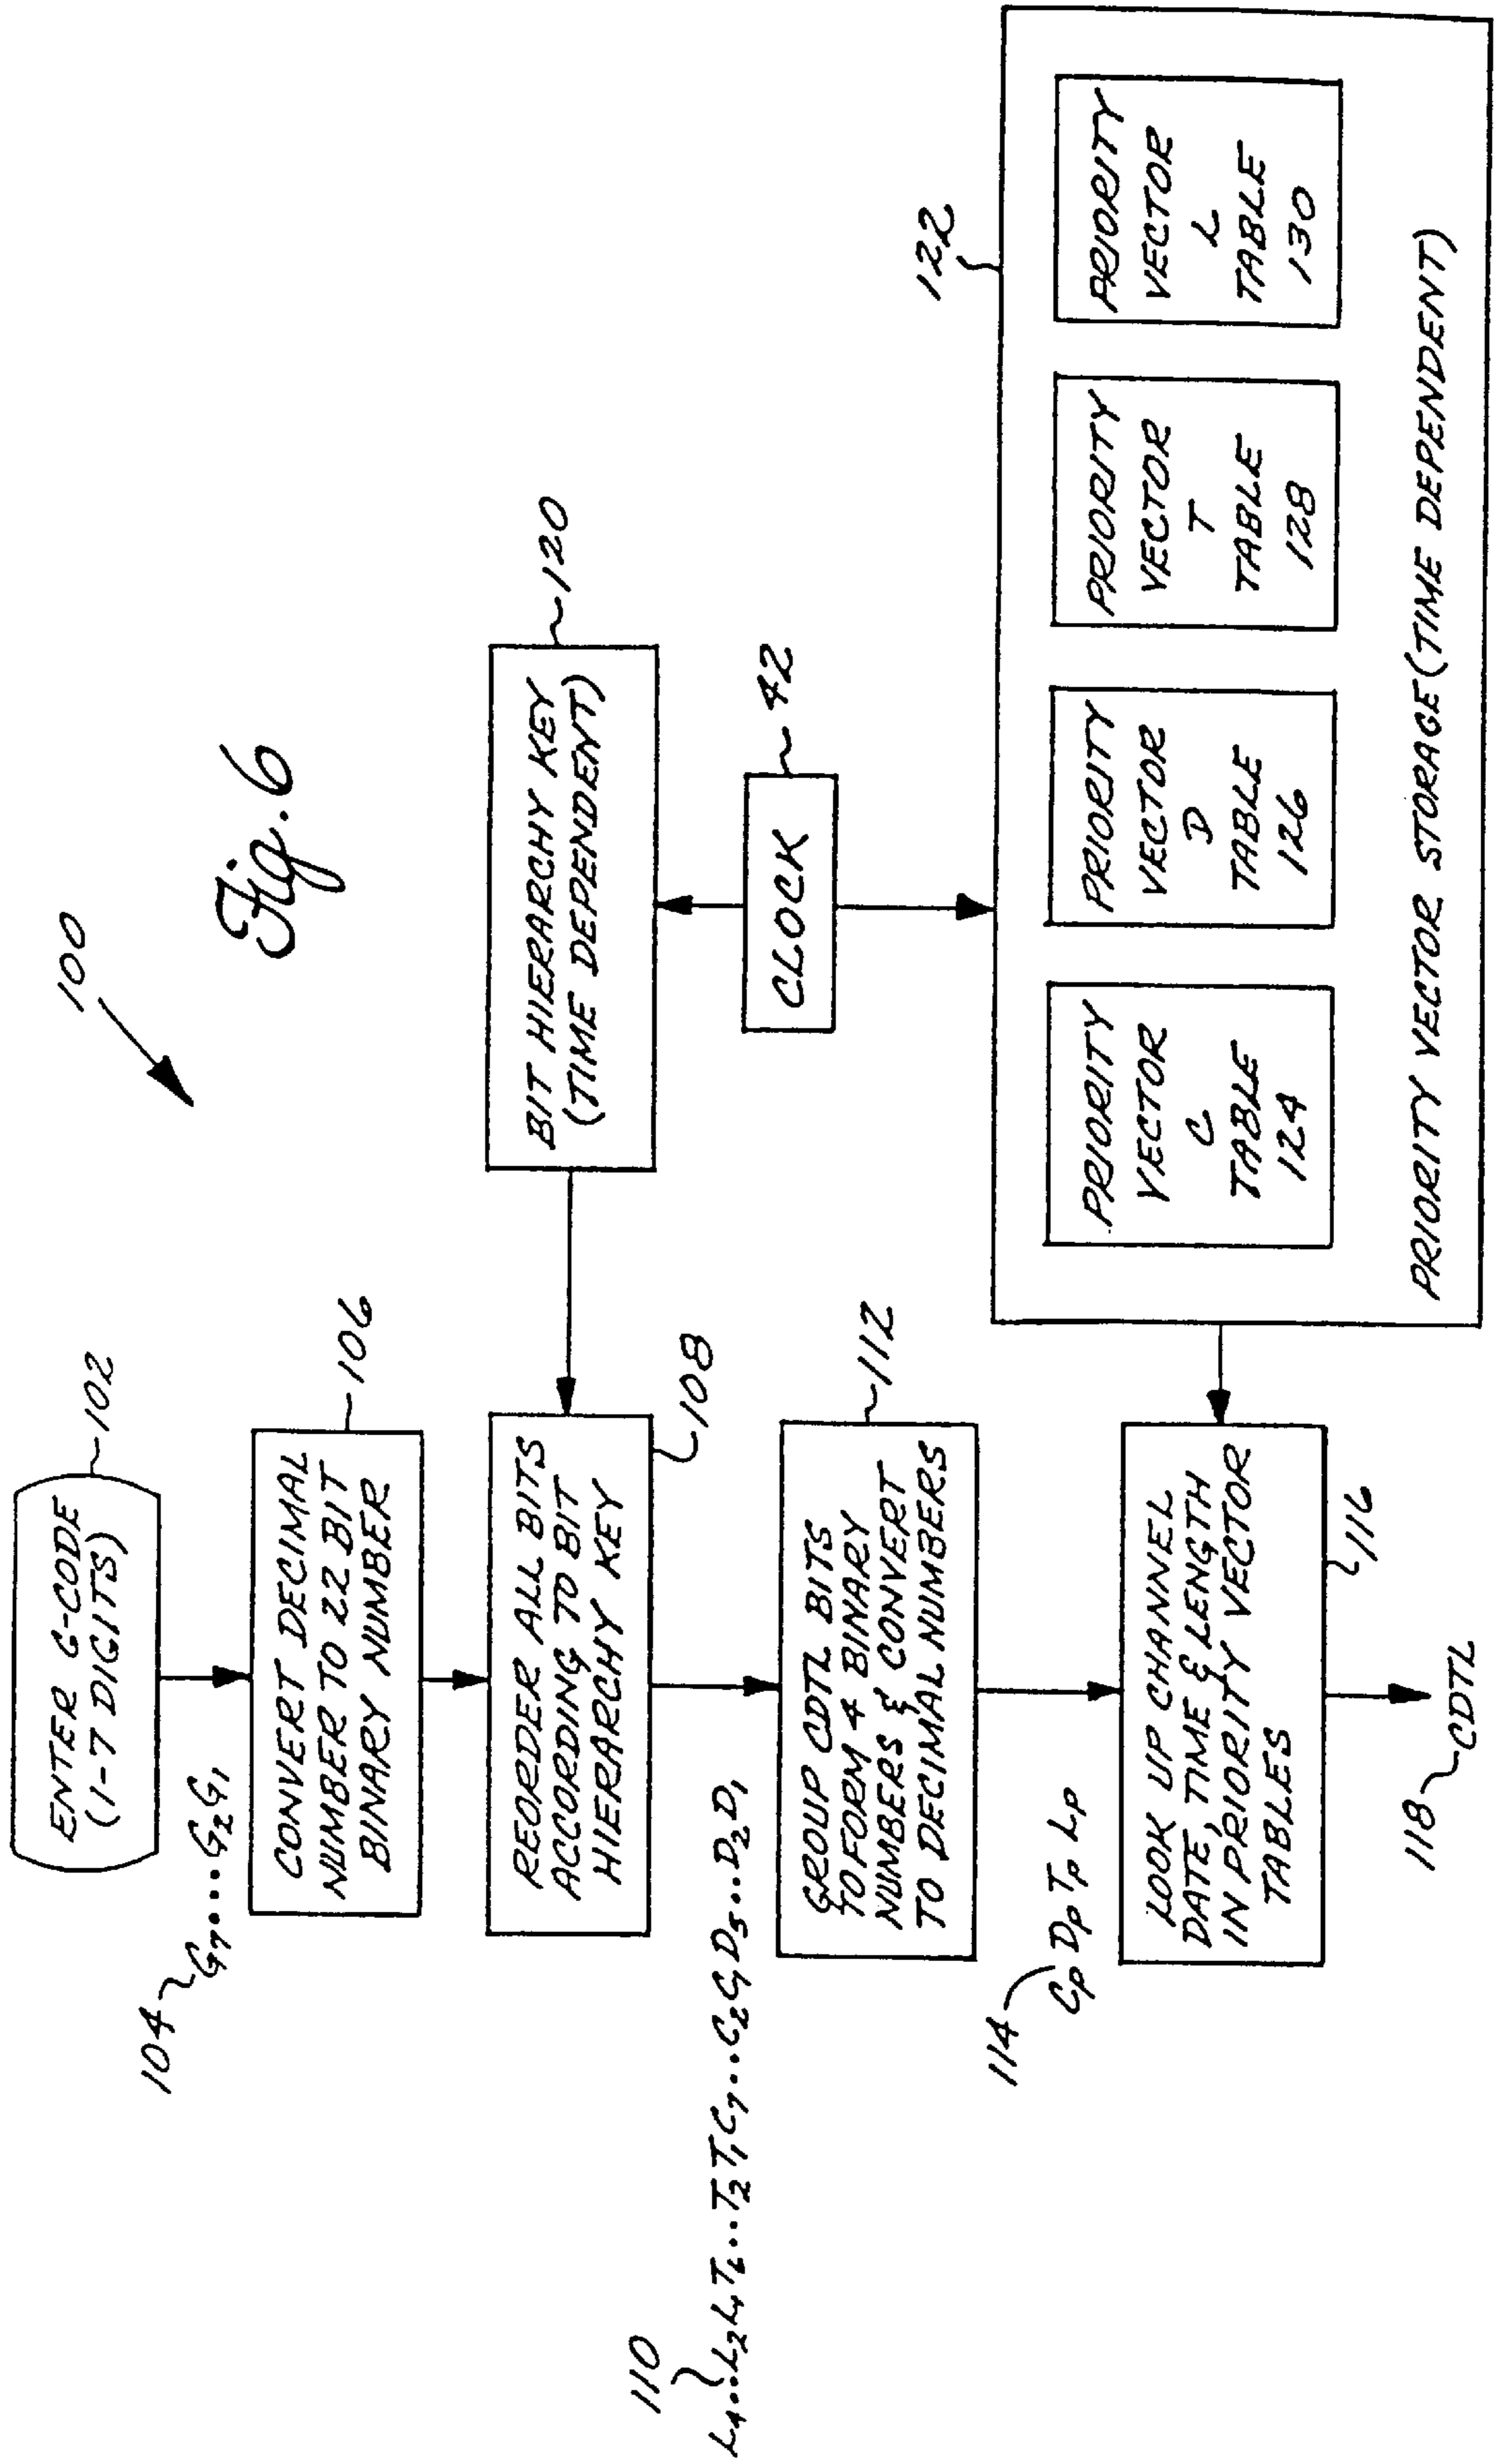 100
Fig. 6
ENTER G-CODE
(1-7 DIGITS)
102
104
G7...G2G1
CONVERT DECIMAL
NUMBER TO 22 BIT
BINARY NUMBER
106
REORDER ALL BITS
ACCORDING TO BIT
HIERARCHY KEY
108
BIT HIERARCHY KEY
(TIME DEPENDENT)
120
CLOCK
42
110
L4..L2L1T6..T2T1C7..C2C1D5..D2D1
GROUP CDTL BITS
TO FORM 4 BINARY
NUMBERS & CONVERT
TO DECIMAL NUMBERS
112
114
Cp Dp Tp Lp
LOOK UP CHANNEL
DATE, TIME & LENGTH
IN PRIORITY VECTOR
TABLES
116
118
CDTL
122
PRIORITY
VECTOR
C
TABLE
124
PRIORITY
VECTOR
D
TABLE
126
PRIORITY
VECTOR
T
TABLE
128
PRIORITY
VECTOR
L
TABLE
130
PRIORITY VECTOR STORAGE (TIME DEPENDENT)